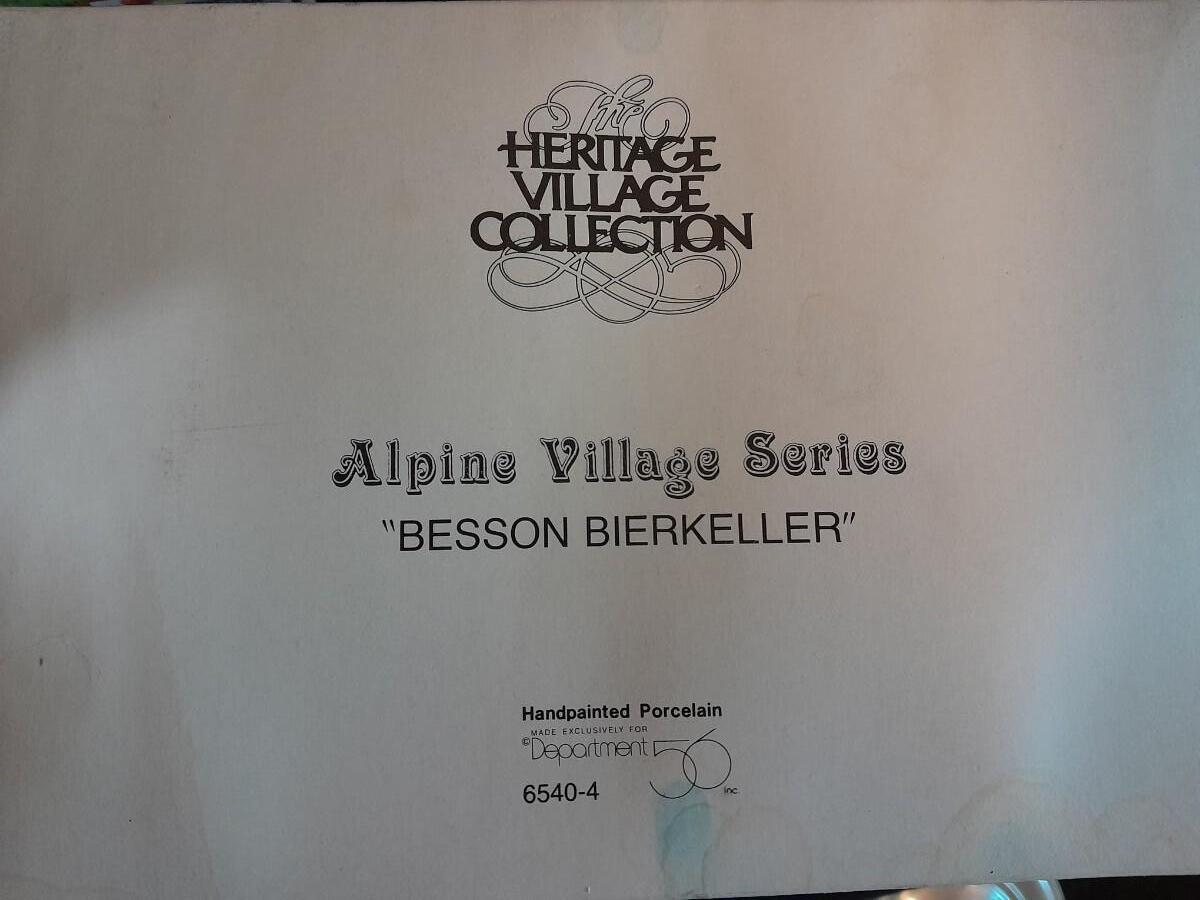 The
HERITAGE
VILLAGE
COLLECTION
Alpine Village Series
"BESSON BIERKELLER"
Handpainted Porcelain
MADE EXCLUSIVELY FOR
©Department 56 inc.
6540-4